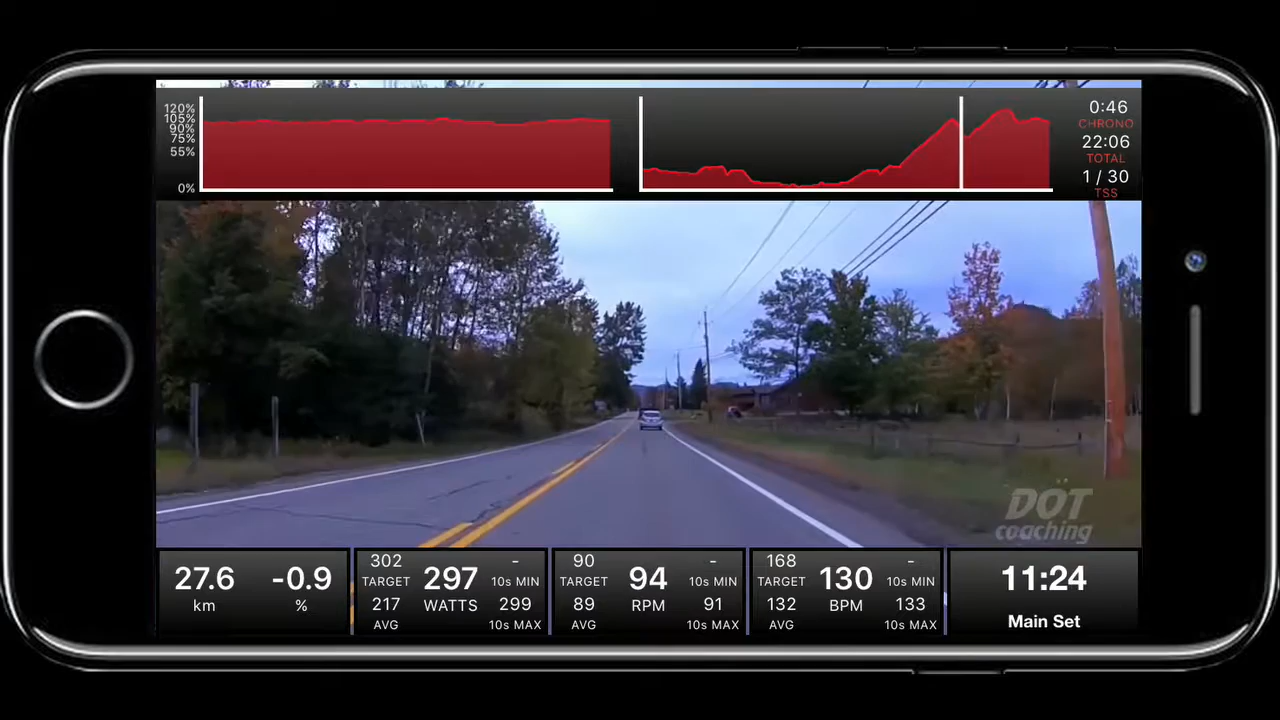 120%
105%
90%
75%
55%
0%
0:46
CHRONO
22:06
TOTAL
1 / 30
TSS
DOT
coaching
27.6
km
-0.9
%
302
TARGET
217
AVG
297
WATTS
-
10s MIN
299
10s MAX
90
TARGET
89
AVG
94
RPM
-
10s MIN
91
10s MAX
168
TARGET
132
AVG
130
BPM
-
10s MIN
133
10s MAX
11:24
Main Set